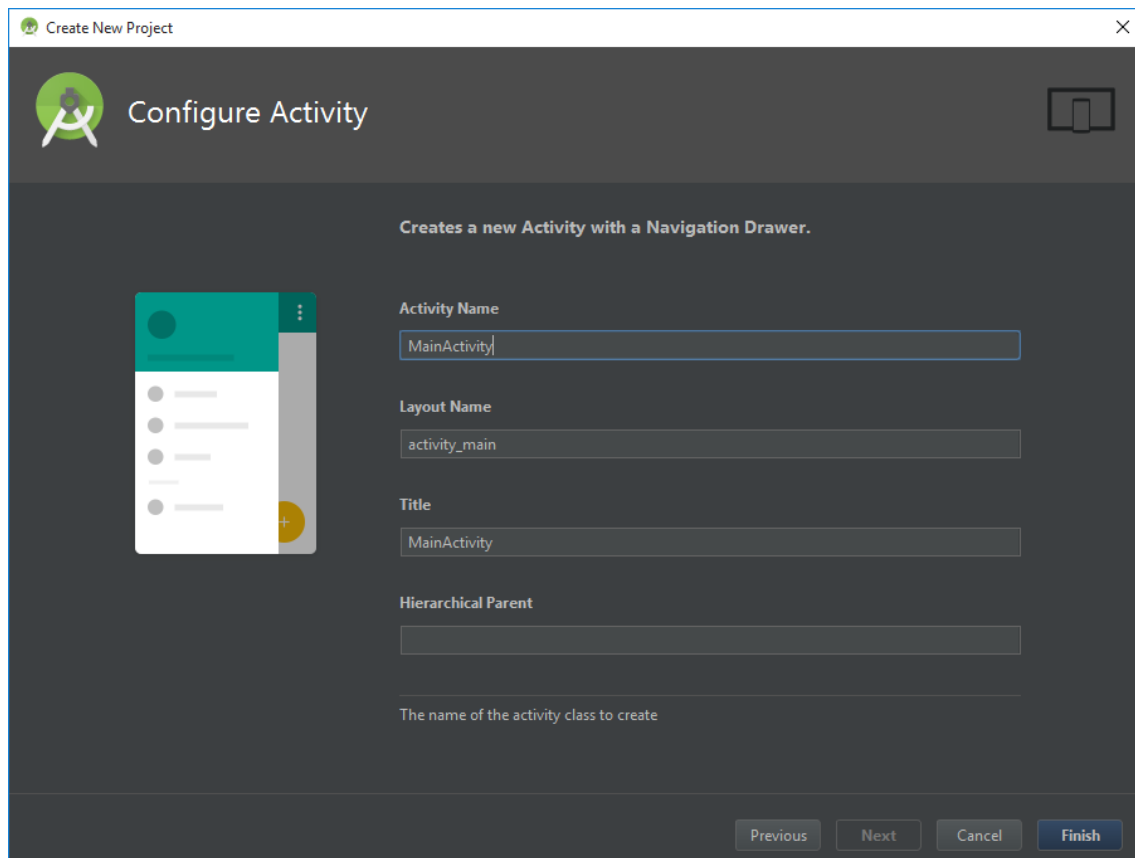 Create New Project
Configure Activity
Creates a new Activity with a Navigation Drawer.
Activity Name
MainActivity
Layout Name
activity_main
Title
MainActivity
Hierarchical Parent
The name of the activity class to create
Previous Next Cancel Finish